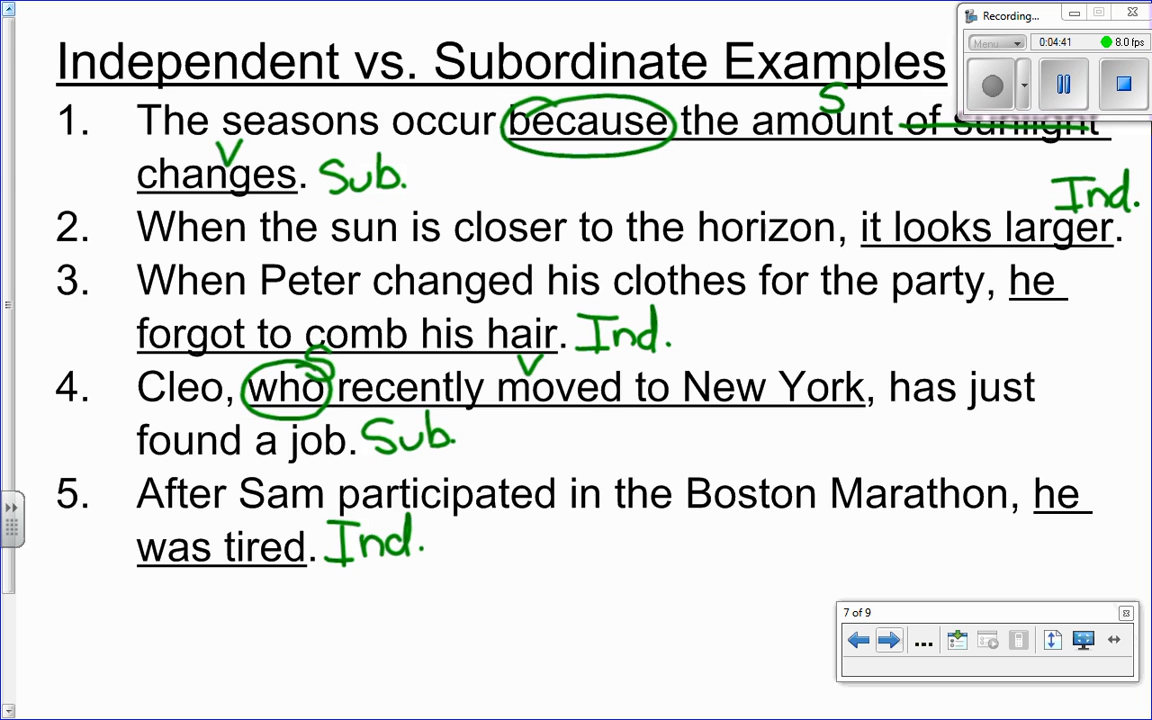 Independent vs. Subordinate Examples
Recording...
Menu
0:04:41
8.0 fps
S
1. The seasons occur because the amount of sunlight
V
changes. Sub.
Ind.
2. When the sun is closer to the horizon, it looks larger.
3. When Peter changed his clothes for the party, he
forgot to comb his hair. Ind.
S V
4. Cleo, who recently moved to New York, has just
found a job. Sub.
5. After Sam participated in the Boston Marathon, he
was tired. Ind.
7 of 9